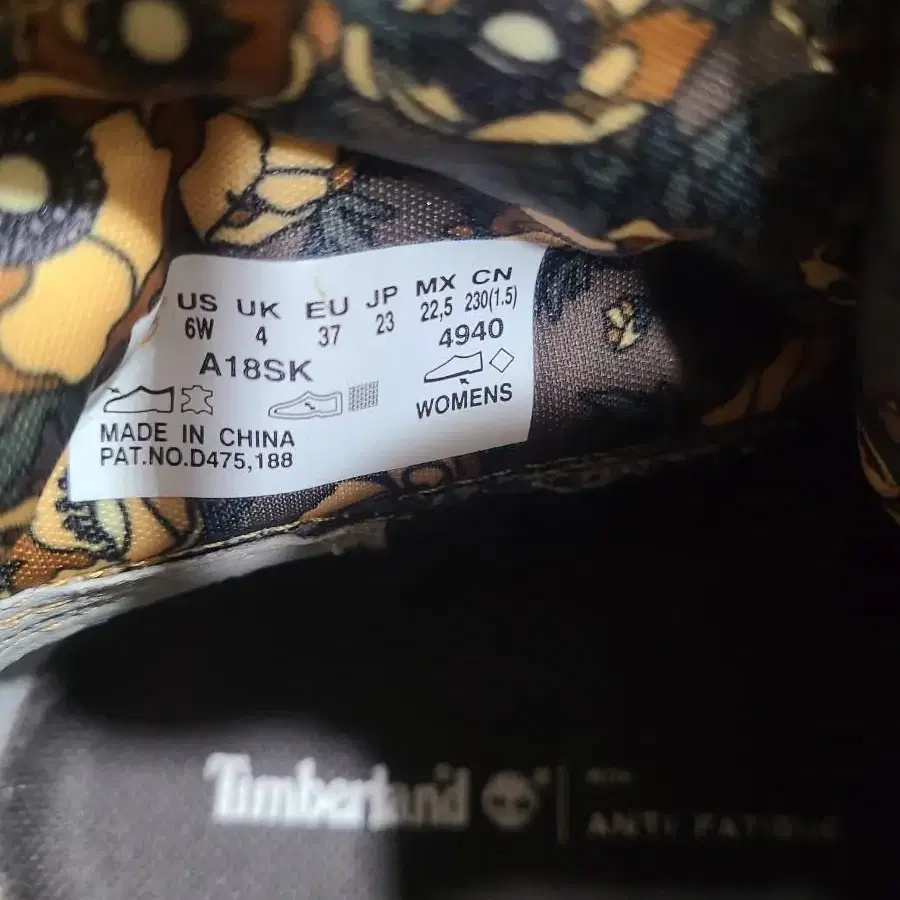 US UK EU JP MX CN
6W 4 37 23 22,5 230(1.5)
A18SK 4940
WOMENS
MADE IN CHINA
PAT.NO.D475,188
Timberland
ANTI FATIGUE